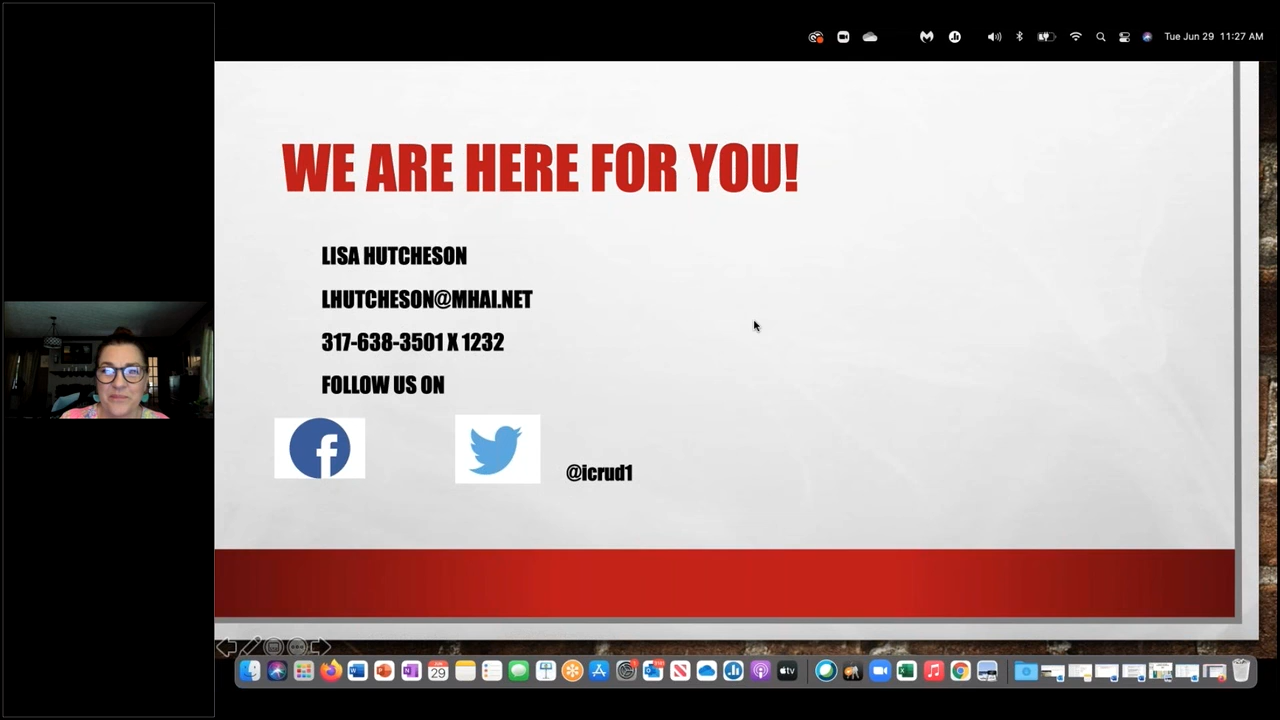 Tue Jun 29 11:27 AM
WE ARE HERE FOR YOU!
LISA HUTCHESON
LHUTCHESON@MHAI.NET
317-638-3501 X 1232
FOLLOW US ON
@icrud1